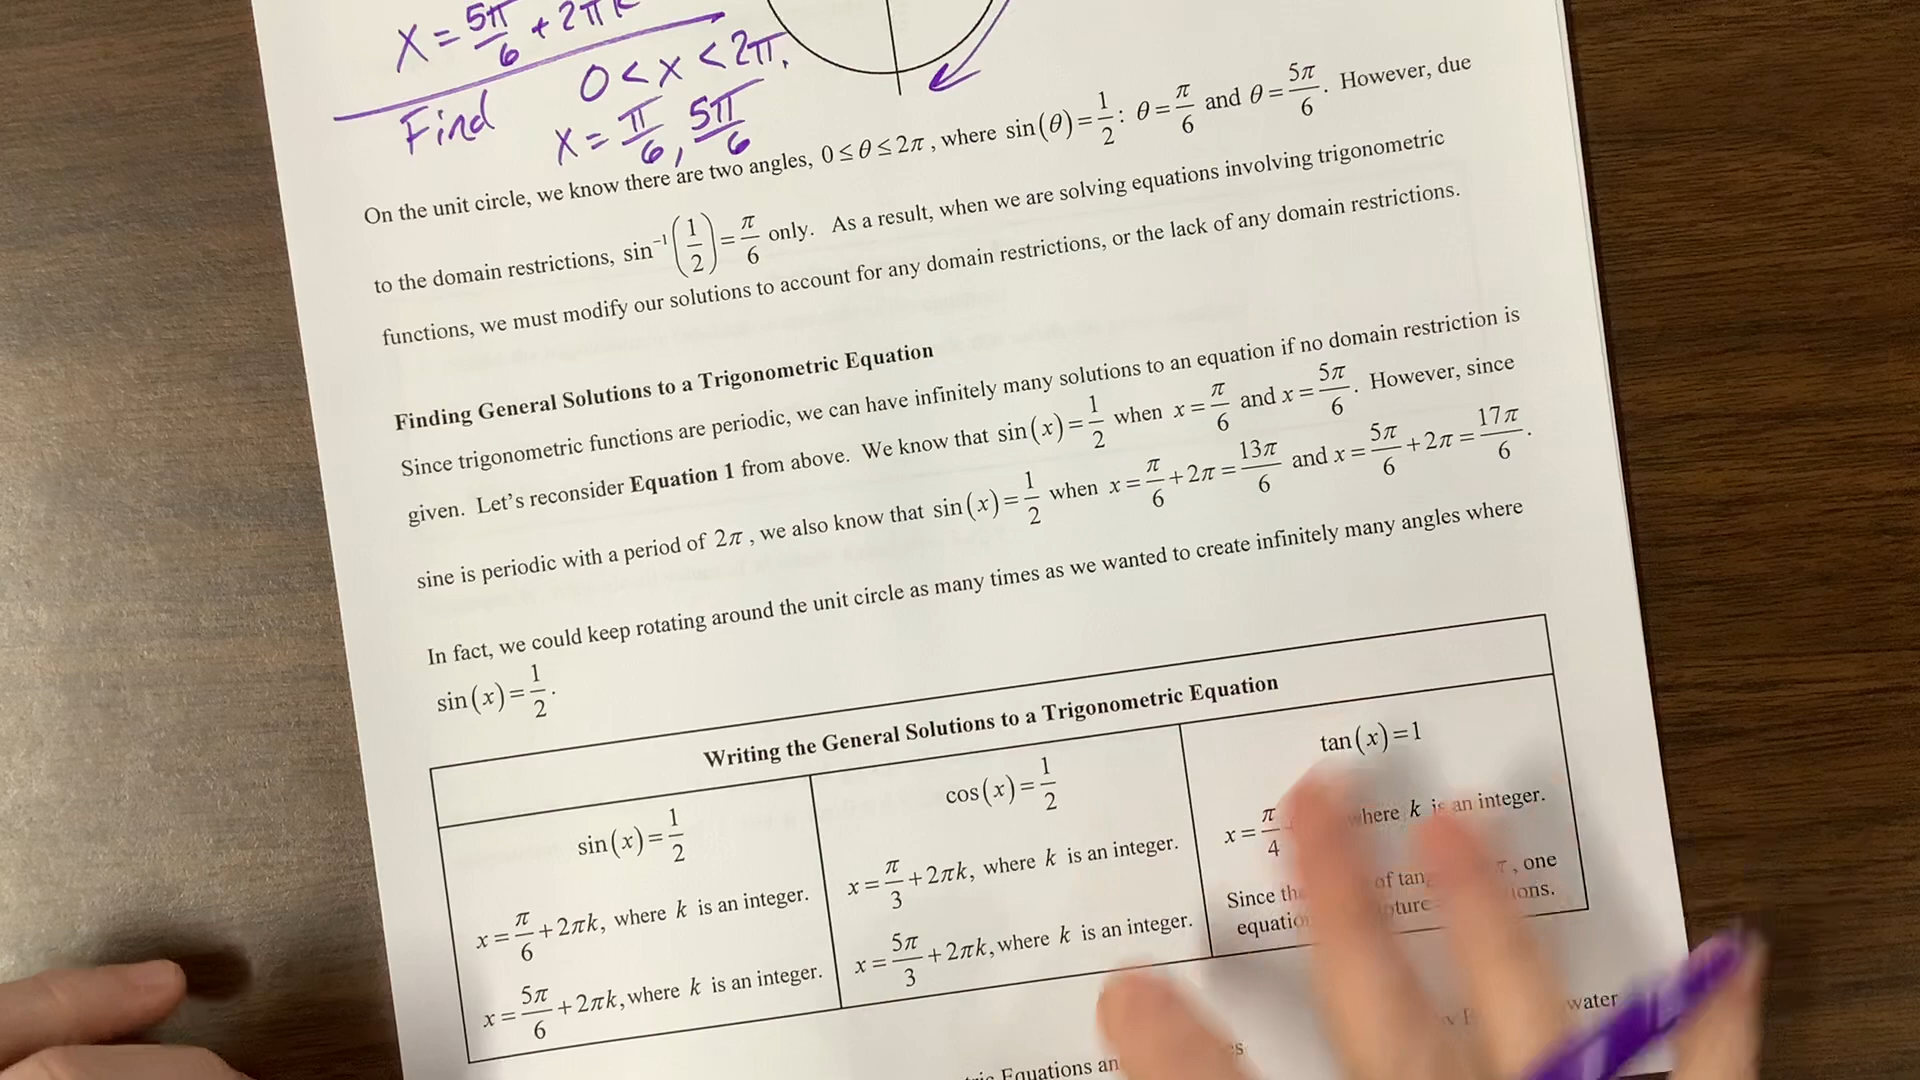 x = 5π/6 + 2πk
Find 0 < x < 2π.
x = π/6, 5π/6
On the unit circle, we know there are two angles, 0 ≤ θ ≤ 2π, where sin(θ) = 1/2: θ = π/6 and θ = 5π/6. However, due
to the domain restrictions, sin⁻¹(1/2) = π/6 only. As a result, when we are solving equations involving trigonometric
functions, we must modify our solutions to account for any domain restrictions, or the lack of any domain restrictions.
Finding General Solutions to a Trigonometric Equation
Since trigonometric functions are periodic, we can have infinitely many solutions to an equation if no domain restriction is
given. Let's reconsider Equation 1 from above. We know that sin(x) = 1/2 when x = π/6 and x = 5π/6. However, since
sine is periodic with a period of 2π, we also know that sin(x) = 1/2 when x = π/6 + 2π = 13π/6 and x = 5π/6 + 2π = 17π/6.
In fact, we could keep rotating around the unit circle as many times as we wanted to create infinitely many angles where
sin(x) = 1/2.
Writing the General Solutions to a Trigonometric Equation
sin(x) = 1/2
x = π/6 + 2πk, where k is an integer.
x = 5π/6 + 2πk, where k is an integer.
cos(x) = 1/2
x = π/3 + 2πk, where k is an integer.
x = 5π/3 + 2πk, where k is an integer.
tan(x) = 1
x = π/4 where k is an integer.
Since of π, one
Equations
water